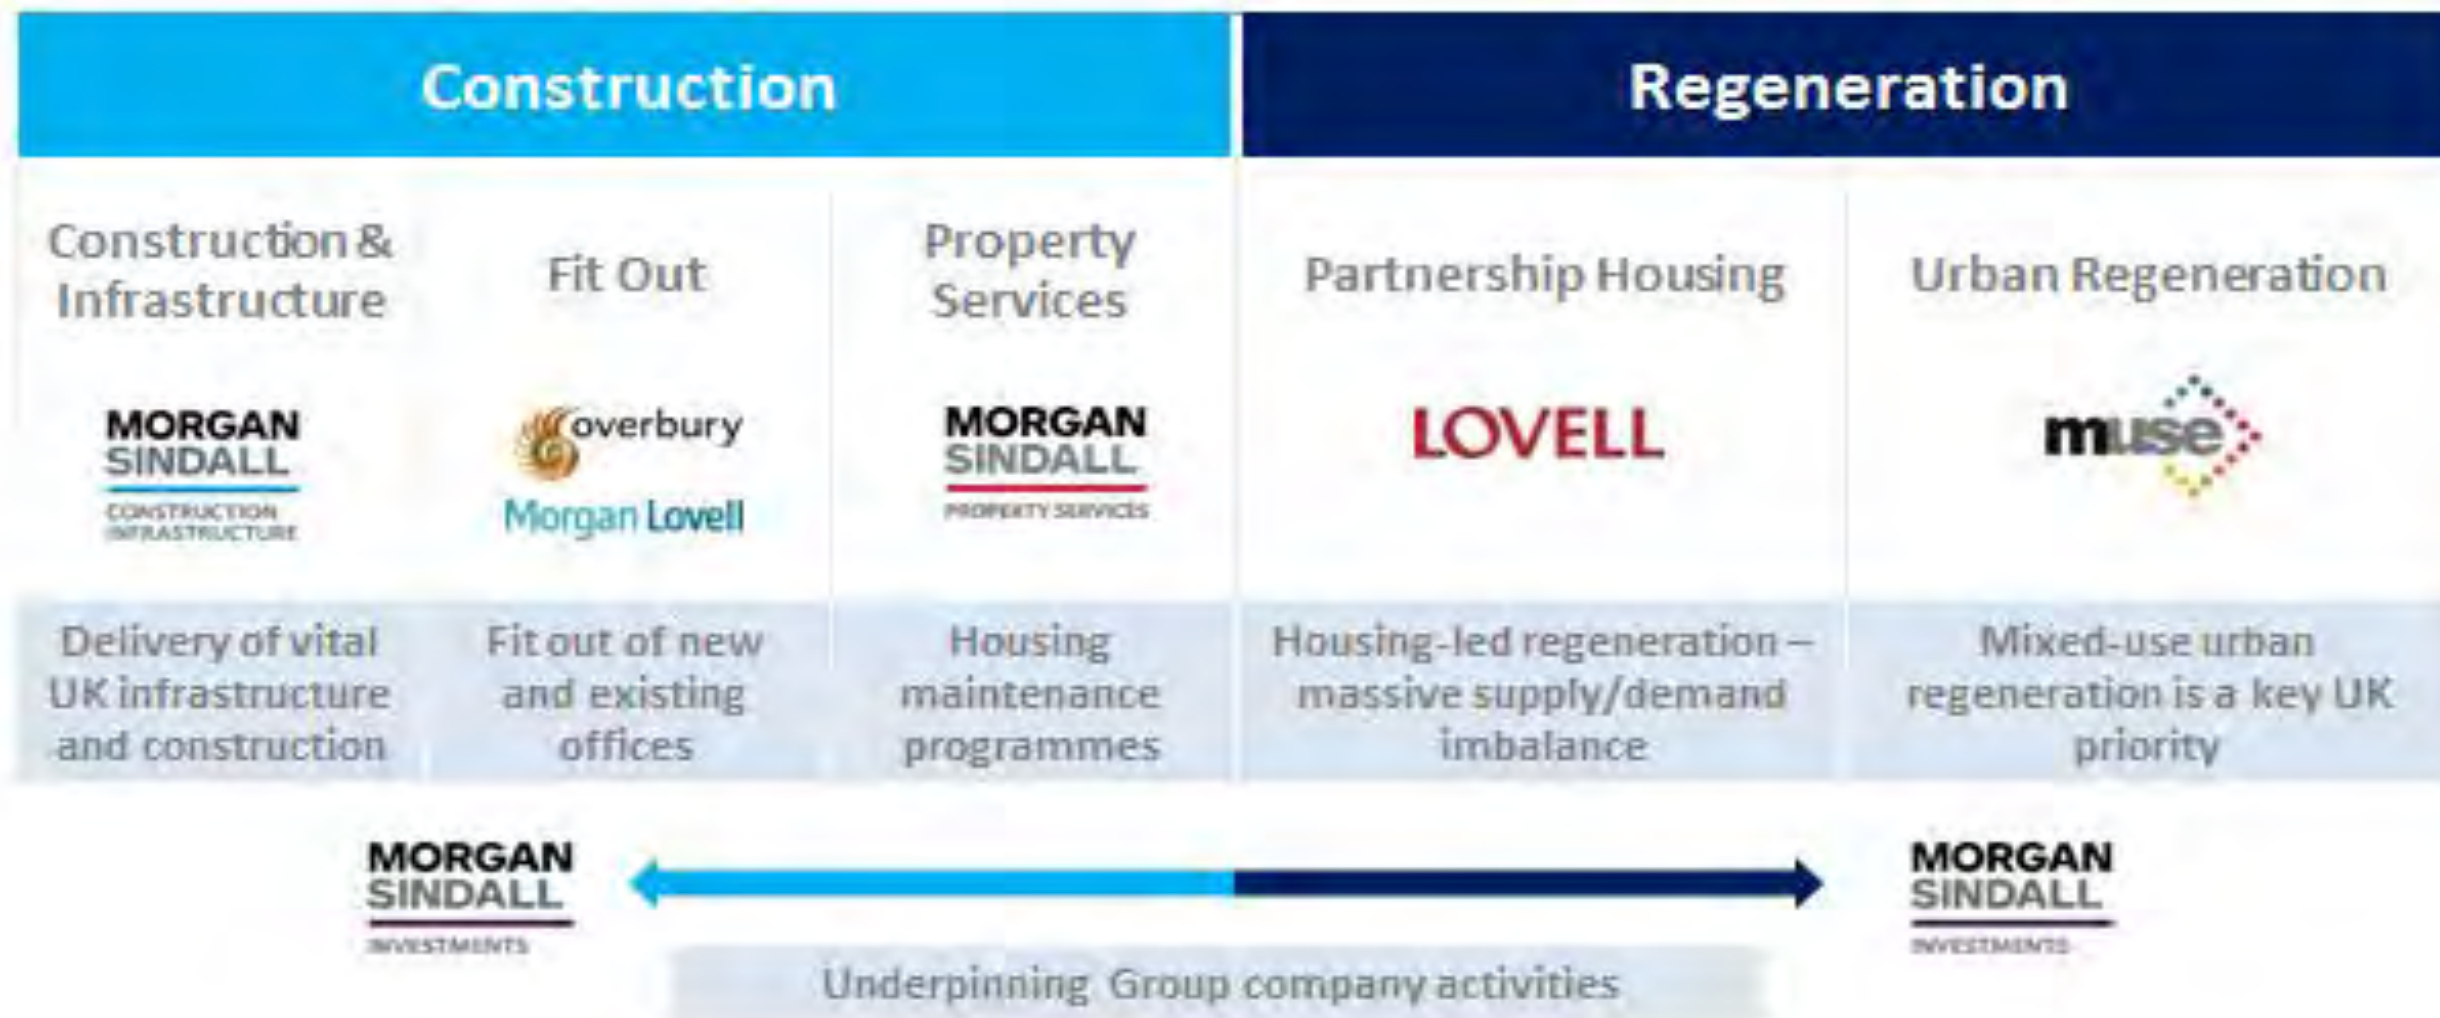 Construction
Regeneration
Construction &
Infrastructure
Fit Out
Property
Services
Partnership Housing
Urban Regeneration
MORGAN
SINDALL
CONSTRUCTION
INFRASTRUCTURE
overbury
Morgan Lovell
MORGAN
SINDALL
PROPERTY SERVICES
LOVELL
muse
Delivery of vital
UK infrastructure
and construction
Fit out of new
and existing
offices
Housing
maintenance
programmes
Housing-led regeneration –
massive supply/demand
imbalance
Mixed-use urban
regeneration is a key UK
priority
MORGAN
SINDALL
INVESTMENTS
MORGAN
SINDALL
INVESTMENTS
Underpinning Group company activities